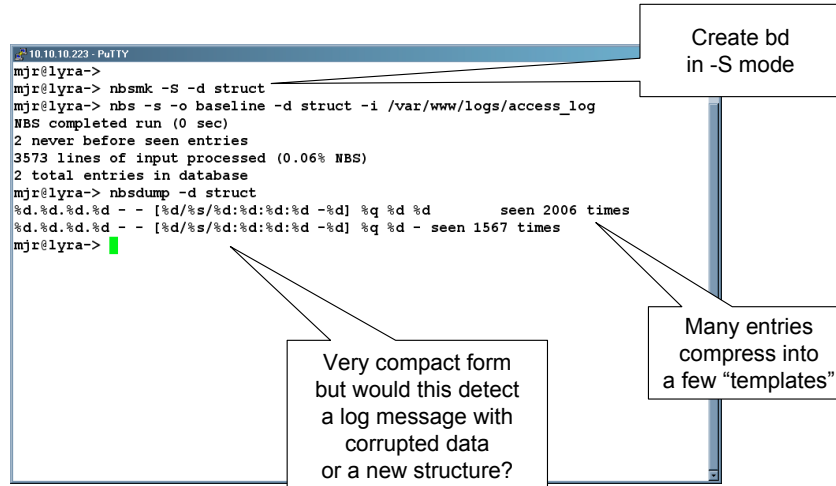 10.10.10.223 - PuTTY
mjr@lyra->
mjr@lyra-> nbsmk -S -d struct
mjr@lyra-> nbs -s -o baseline -d struct -i /var/www/logs/access_log
NBS completed run (0 sec)
2 never before seen entries
3573 lines of input processed (0.06% NBS)
2 total entries in database
mjr@lyra-> nbsdump -d struct
%d.%d.%d.%d - - [%d/%s/%d:%d:%d:%d -%d] %q %d %d seen 2006 times
%d.%d.%d.%d - - [%d/%s/%d:%d:%d:%d -%d] %q %d - seen 1567 times
mjr@lyra->
Create bd
in -S mode
Many entries
compress into
a few “templates”
Very compact form
but would this detect
a log message with
corrupted data
or a new structure?